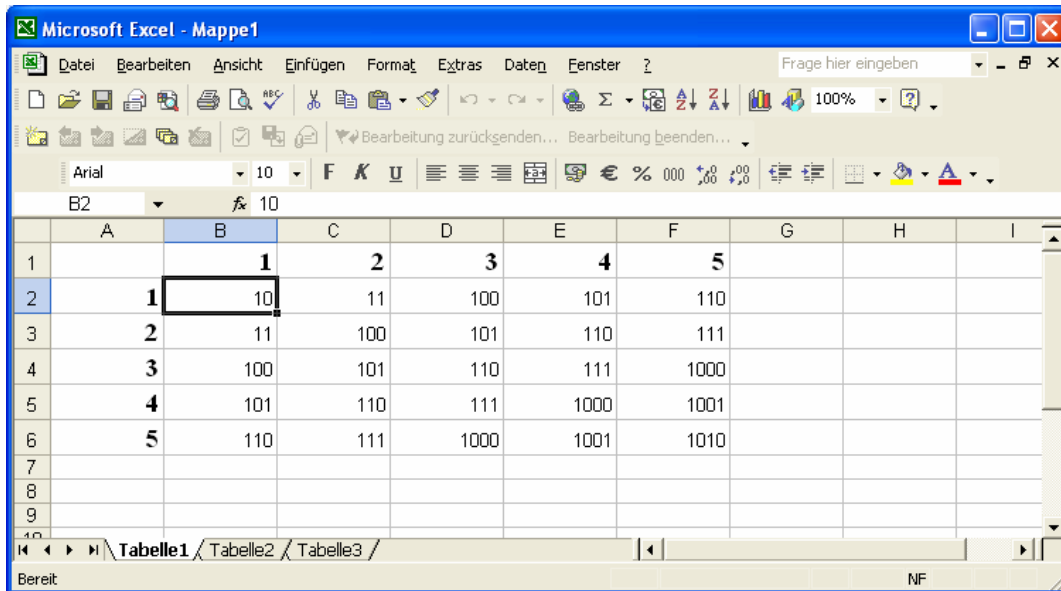 Microsoft Excel - Mappe1
Datei Bearbeiten Ansicht Einfügen Format Extras Daten Fenster ? Frage hier eingeben
ABC Σ A Z Z A 100% ?
Bearbeitung zurücksenden... Bearbeitung beenden...
Arial 10 F K U € % 000 A
B2 fx 10
A B C D E F G H I
1 1 2 3 4 5
2 1 10 11 100 101 110
3 2 11 100 101 110 111
4 3 100 101 110 111 1000
5 4 101 110 111 1000 1001
6 5 110 111 1000 1001 1010
7
8
9
10
Tabelle1 Tabelle2 Tabelle3
Bereit NF